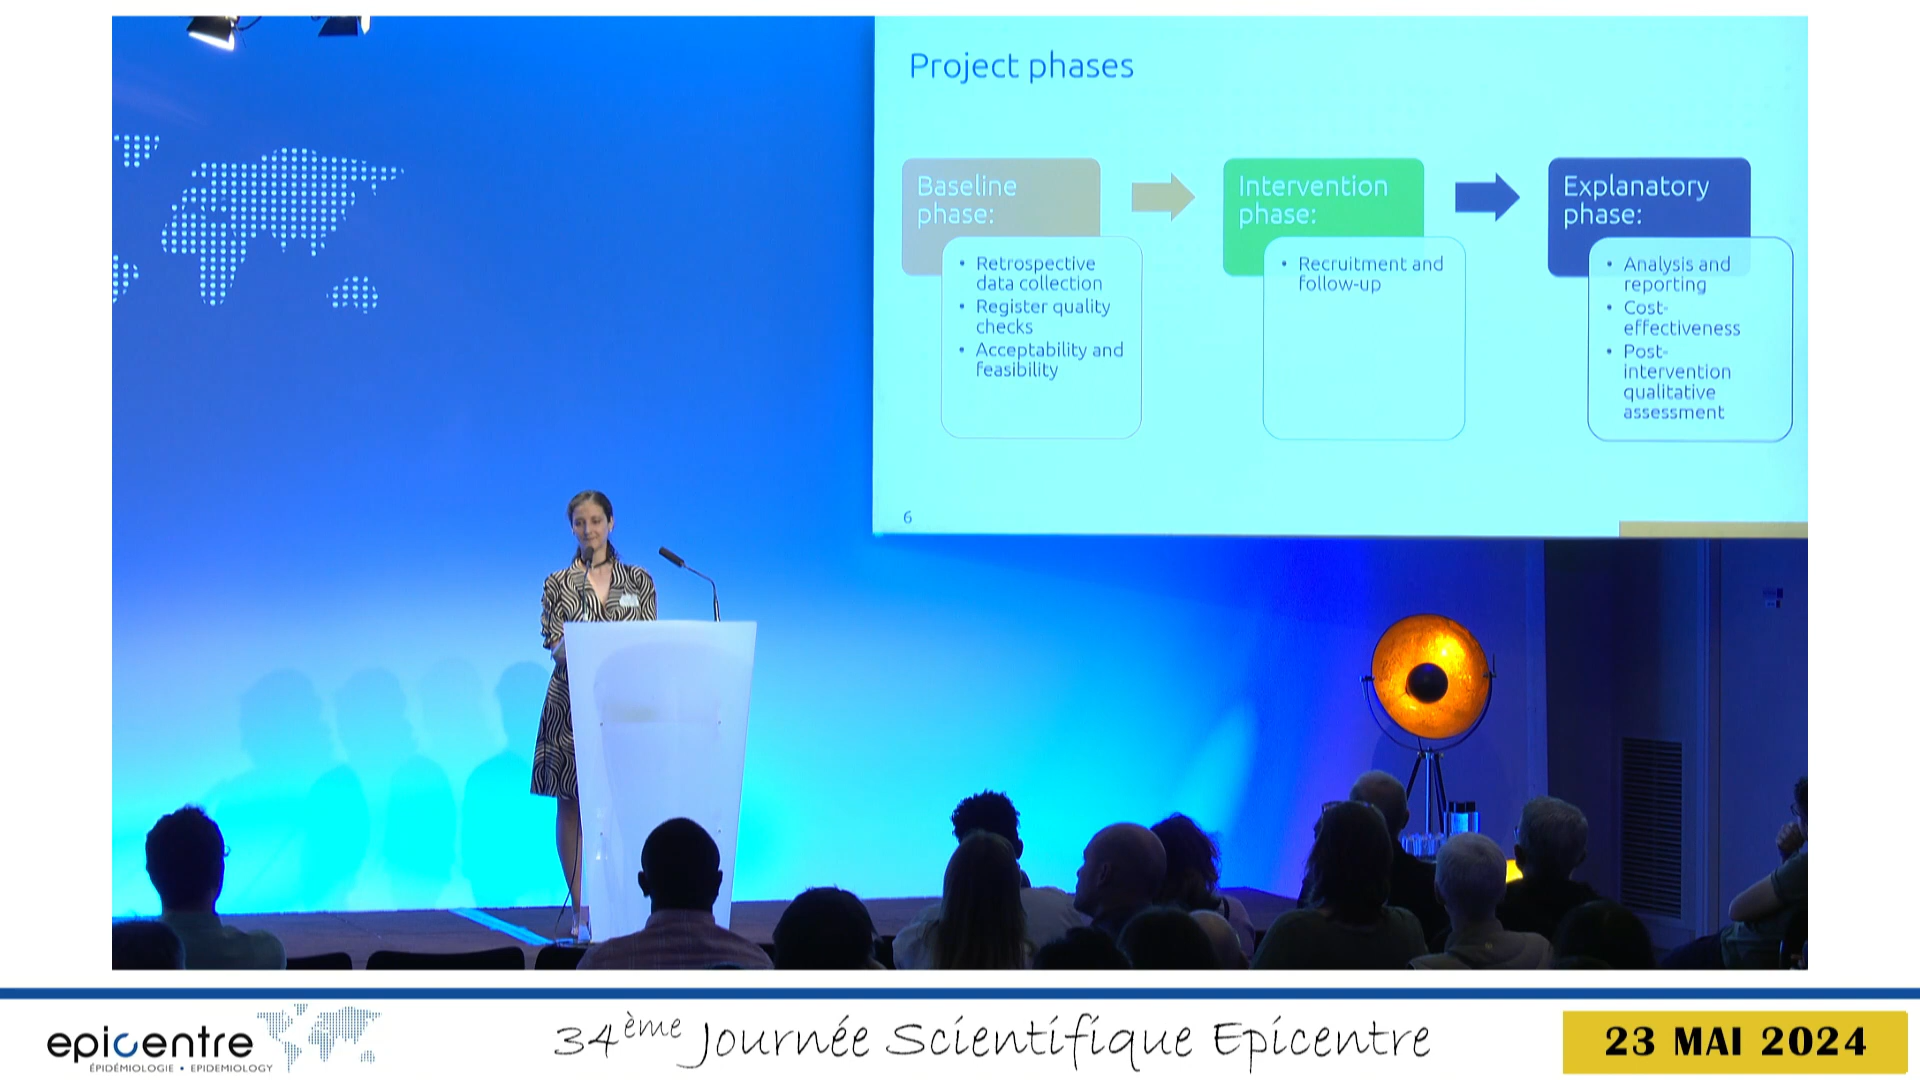 Project phases
Baseline
phase:
• Retrospective
data collection
• Register quality
checks
• Acceptability and
feasibility
Intervention
phase:
• Recruitment and
follow-up
Explanatory
phase:
• Analysis and
reporting
• Cost-
effectiveness
• Post-
intervention
qualitative
assessment
6
epicentre
ÉPIDÉMIOLOGIE • EPIDEMIOLOGY
34ème Journée Scientifique Epicentre
23 MAI 2024